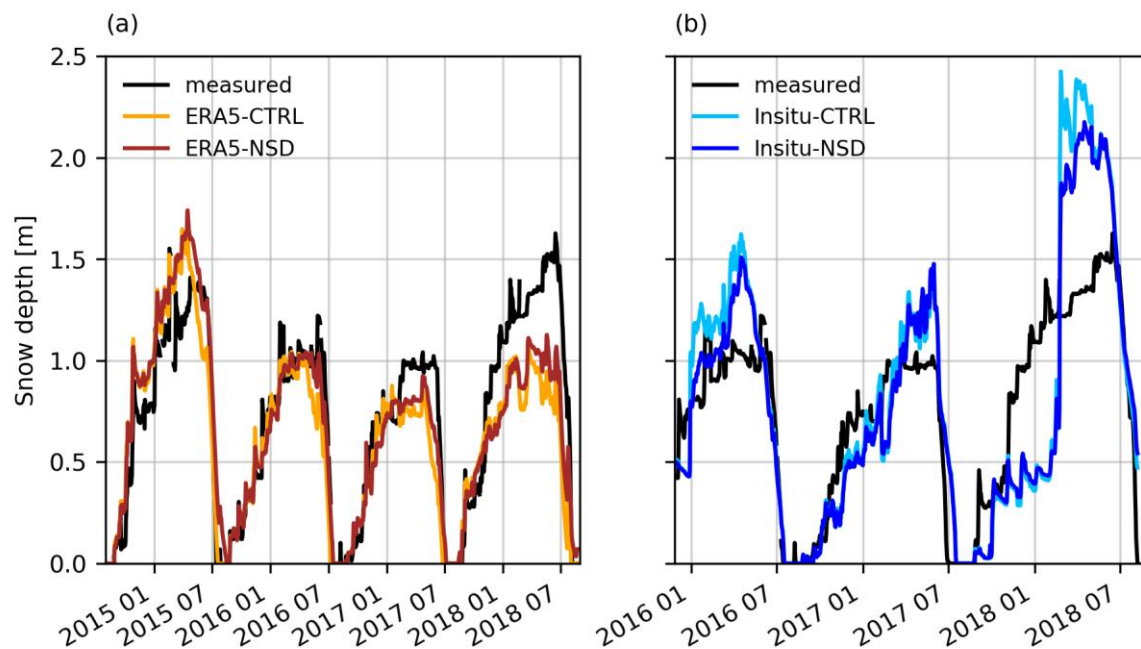 (a)
Snow depth [m]
2.5
2.0
1.5
1.0
0.5
0.0
measured
ERA5-CTRL
ERA5-NSD
2015 01
2015 07
2016 01
2016 07
2017 01
2017 07
2018 01
2018 07
(b)
measured
Insitu-CTRL
Insitu-NSD
2016 01
2016 07
2017 01
2017 07
2018 01
2018 07